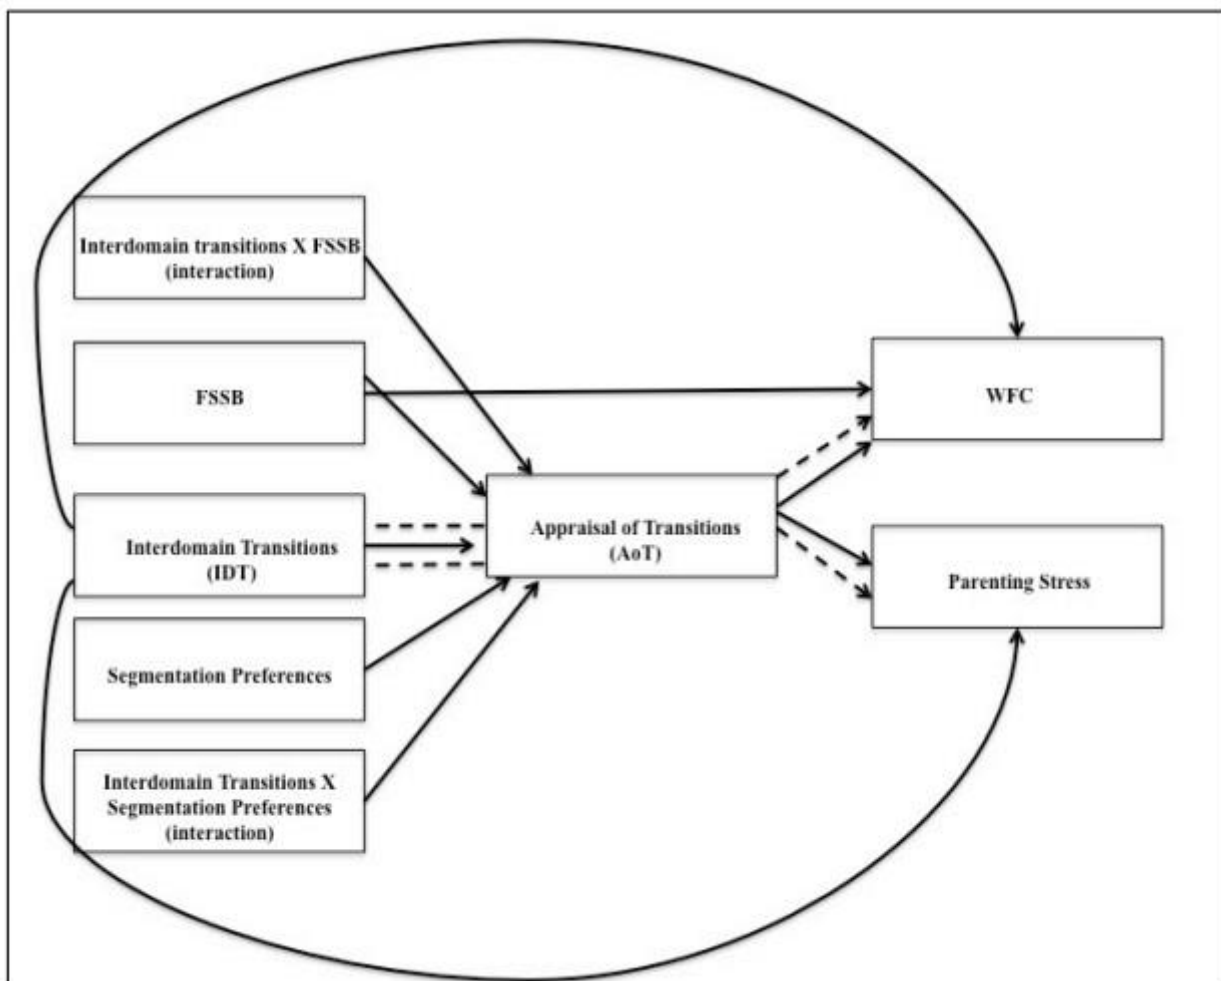 Interdomain transitions X FSSB
(interaction)
FSSB
WFC
Appraisal of Transitions
(AoT)
Interdomain Transitions
(IDT)
Parenting Stress
Segmentation Preferences
Interdomain Transitions X
Segmentation Preferences
(interaction)